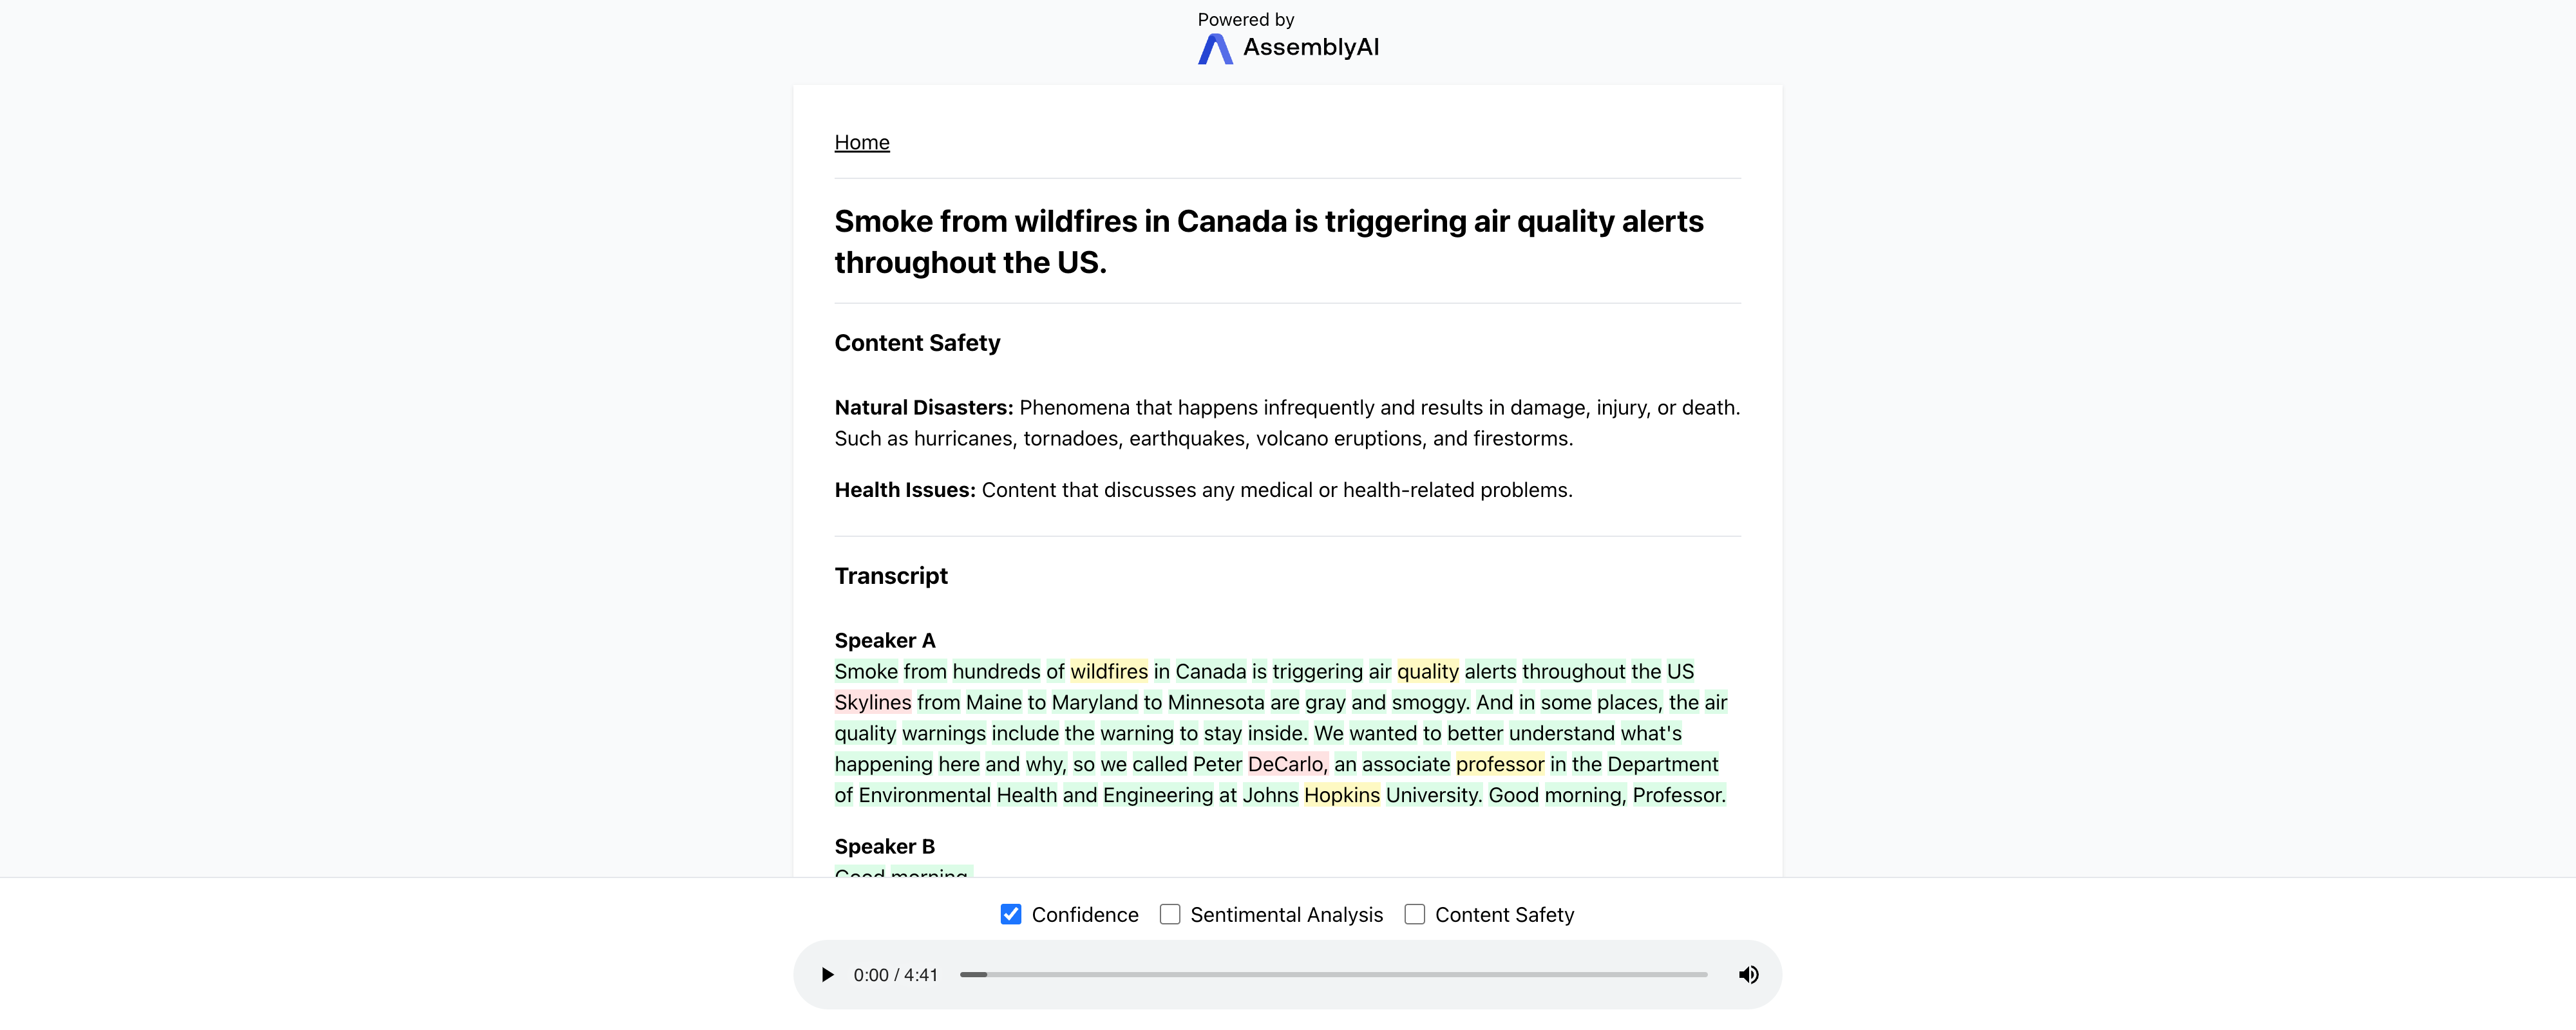 Powered by
AssemblyAI
Home
Smoke from wildfires in Canada is triggering air quality alerts
throughout the US.
Content Safety
Natural Disasters: Phenomena that happens infrequently and results in damage, injury, or death.
Such as hurricanes, tornadoes, earthquakes, volcano eruptions, and firestorms.
Health Issues: Content that discusses any medical or health-related problems.
Transcript
Speaker A
Smoke from hundreds of wildfires in Canada is triggering air quality alerts throughout the US
Skylines from Maine to Maryland to Minnesota are gray and smoggy. And in some places, the air
quality warnings include the warning to stay inside. We wanted to better understand what's
happening here and why, so we called Peter DeCarlo, an associate professor in the Department
of Environmental Health and Engineering at Johns Hopkins University. Good morning, Professor.
Speaker B
Good morning.
Confidence Sentimental Analysis Content Safety
0:00 / 4:41